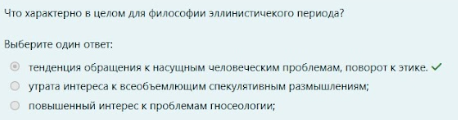 Что характерно в целом для философии эллинистичекого периода?
Выберите один ответ:
тенденция обращения к насущным человеческим проблемам, поворот к этике.
утрата интереса к всеобъемлющим спекулятивным размышлениям;
повышенный интерес к проблемам гносеологии;